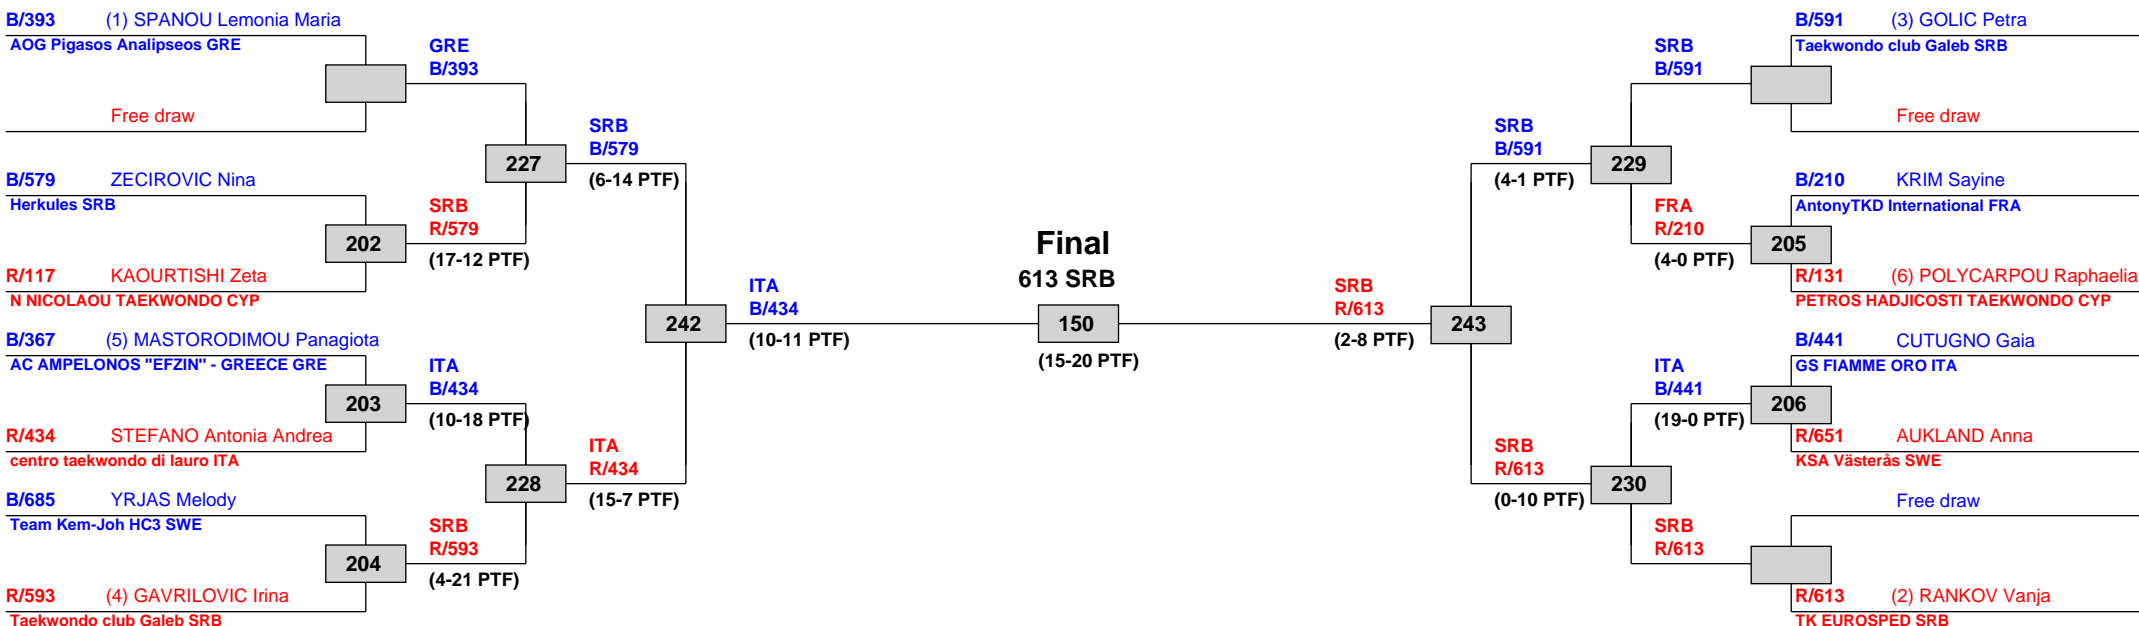 B/393 (1) SPANOU Lemonia Maria
AOG Pigasos Analipseos GRE
Free draw
B/579 ZECIROVIC Nina
Herkules SRB
202
R/117 KAOURTISHI Zeta
N NICOLAOU TAEKWONDO CYP
B/367 (5) MASTORODIMOU Panagiota
AC AMPELONOS "EFZIN" - GREECE GRE
203
R/434 STEFANO Antonia Andrea
centro taekwondo di lauro ITA
B/685 YRJAS Melody
Team Kem-Joh HC3 SWE
204
R/593 (4) GAVRILOVIC Irina
Taekwondo club Galeb SRB
GRE
B/393
227
SRB
R/579
(17-12 PTF)
ITA
B/434
(10-18 PTF)
228
SRB
R/593
(4-21 PTF)
SRB
B/579
(6-14 PTF)
242
ITA
R/434
(15-7 PTF)
ITA
B/434
(10-11 PTF)
Final
613 SRB
150
(15-20 PTF)
SRB
R/613
(2-8 PTF)
243
SRB
B/591
(4-1 PTF)
SRB
R/613
(0-10 PTF)
SRB
B/591
229
FRA
R/210
(4-0 PTF)
ITA
B/441
(19-0 PTF)
230
SRB
R/613
B/591 (3) GOLIC Petra
Taekwondo club Galeb SRB
Free draw
B/210 KRIM Sayine
AntonyTKD International FRA
205
R/131 (6) POLYCARPOU Raphaelia
PETROS HADJICOSTI TAEKWONDO CYP
B/441 CUTUGNO Gaia
GS FIAMME ORO ITA
206
R/651 AUKLAND Anna
KSA Västerås SWE
Free draw
R/613 (2) RANKOV Vanja
TK EUROSPED SRB